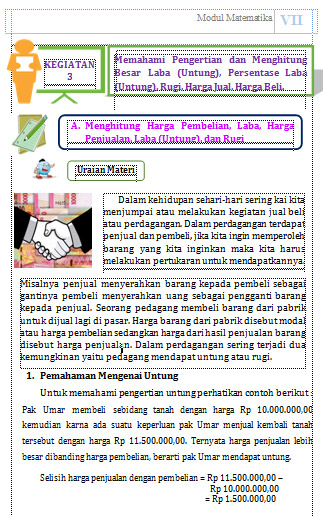 Modul Matematika VII
KEGIATAN
3
Memahami Pengertian dan Menghitung
Besar Laba (Untung), Persentase Laba
(Untung), Rugi, Harga Jual, Harga Beli.
A. Menghitung Harga Pembelian, Laba, Harga
Penjualan, Laba (Untung), dan Rugi
Uraian Materi
Dalam kehidupan sehari-hari sering kai kita
menjumpai atau melakukan kegiatan jual beli
atau perdagangan. Dalam perdagangan terdapat
penjual dan pembeli, jika kita ingin memperoleh
barang yang kita inginkan maka kita harus
melakukan pertukaran untuk mendapatkannya.
Misalnya penjual menyerahkan barang kepada pembeli sebagai
gantinya pembeli menyerahkan uang sebagai pengganti barang
kepada penjual. Seorang pedagang membeli barang dari pabrik
untuk dijual lagi di pasar. Harga barang dari pabrik disebut modal
atau harga pembelian sedangkan harga dari hasil penjualan barang
disebut harga penjualan. Dalam perdagangan sering terjadi dua
kemungkinan yaitu pedagang mendapat untung atau rugi.
1. Pemahaman Mengenai Untung
Untuk memahami pengertian untung perhatikan contoh berikut :
Pak Umar membeli sebidang tanah dengan harga Rp 10.000.000,00
kemudian karna ada suatu keperluan pak Umar menjual kembali tanah
tersebut dengan harga Rp 11.500.000,00. Ternyata harga penjualan lebih
besar dibanding harga pembelian, berarti pak Umar mendapat untung.
Selisih harga penjualan dengan pembelian = Rp 11.500.000,00 –
Rp 10.000.000,00
= Rp 1.500.000,00